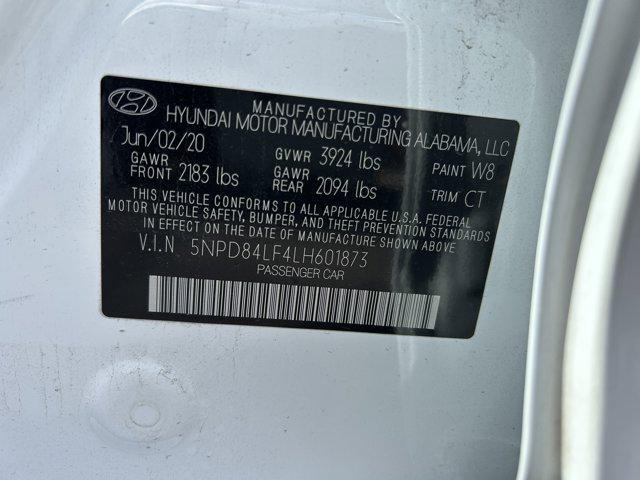 MANUFACTURED BY
HYUNDAI MOTOR MANUFACTURING ALABAMA, LLC
Jun/02/20
GAWR FRONT 2183 lbs
GVWR 3924 lbs
GAWR REAR 2094 lbs
PAINT W8
TRIM CT
THIS VEHICLE CONFORMS TO ALL APPLICABLE U.S.A. FEDERAL
MOTOR VEHICLE SAFETY, BUMPER, AND THEFT PREVENTION STANDARDS
IN EFFECT ON THE DATE OF MANUFACTURE SHOWN ABOVE.
V.I.N 5NPD84LF4LH601873
PASSENGER CAR